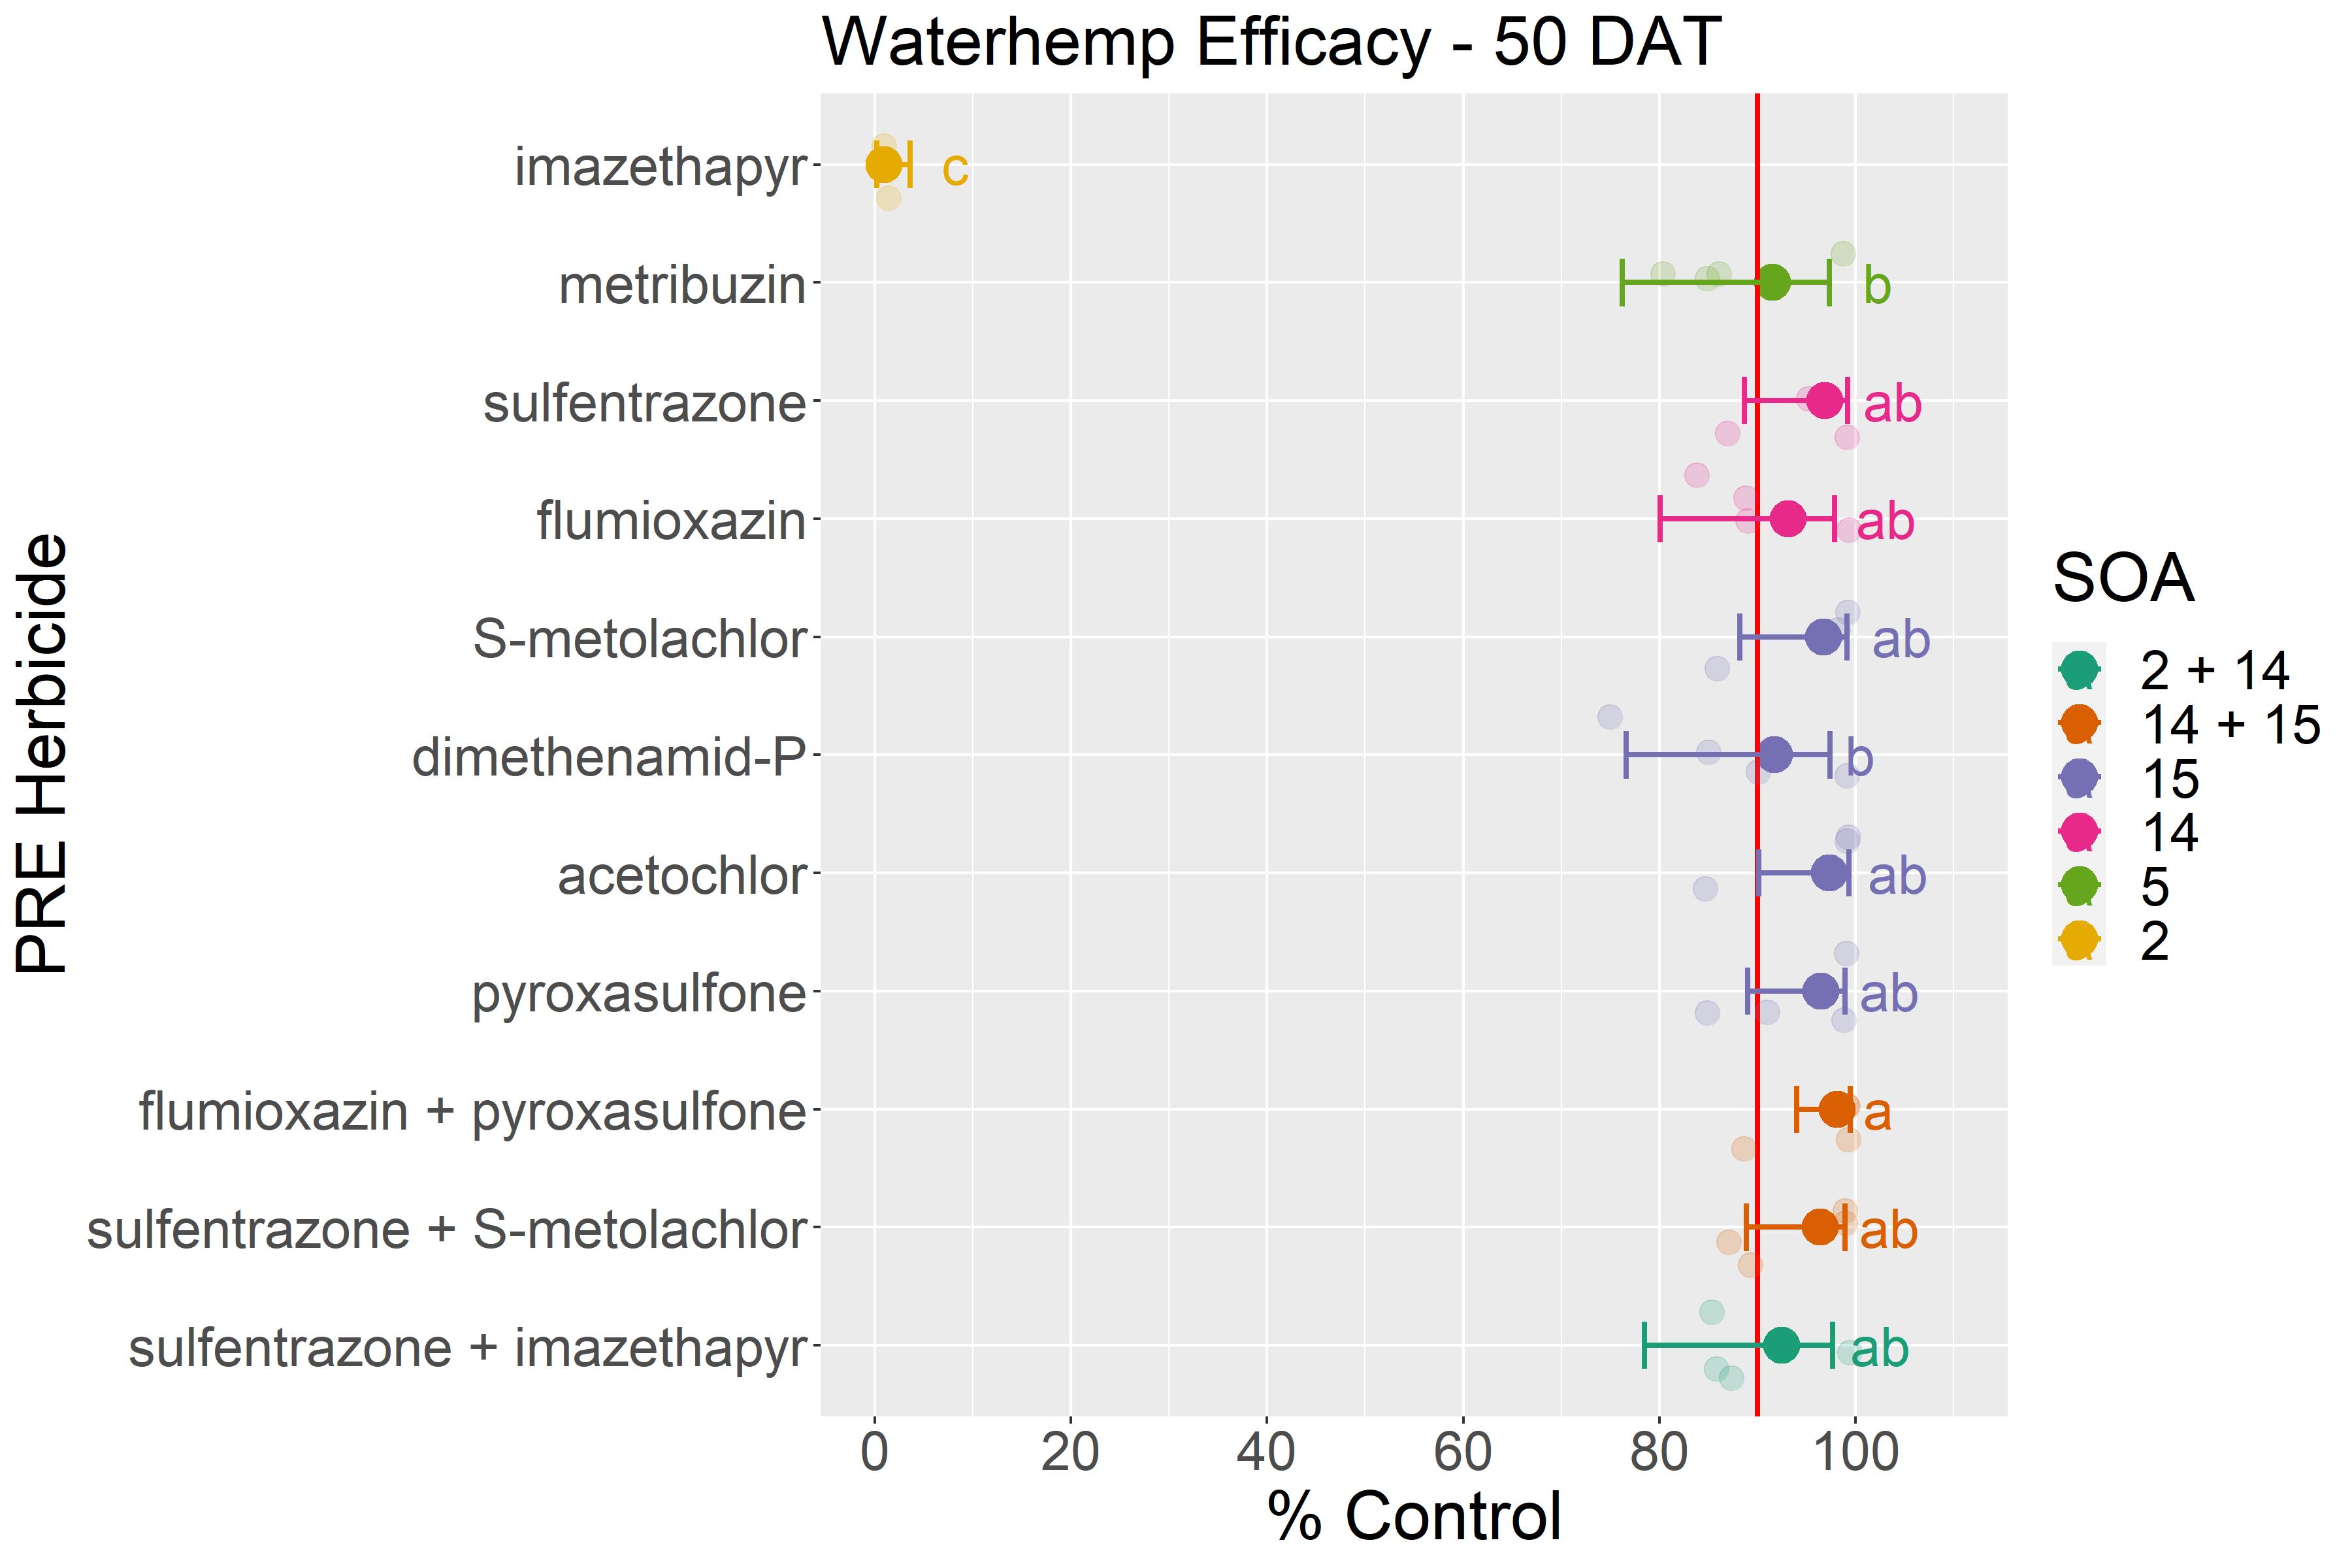 Waterhemp Efficacy - 50 DAT
PRE Herbicide
imazethapyr
c
metribuzin
b
sulfentrazone
ab
flumioxazin
ab
S-metolachlor
ab
dimethenamid-P
b
acetochlor
ab
pyroxasulfone
ab
flumioxazin + pyroxasulfone
a
sulfentrazone + S-metolachlor
ab
sulfentrazone + imazethapyr
ab
0 20 40 60 80 100
% Control
SOA
2 + 14
14 + 15
15
14
5
2